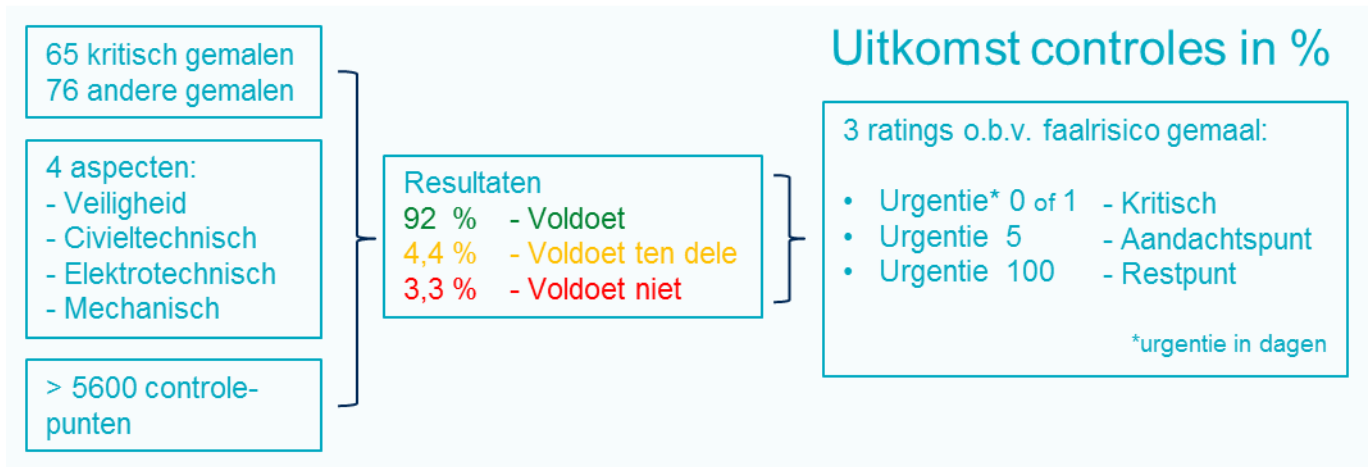 Uitkomst controles in %
65 kritisch gemalen
76 andere gemalen
4 aspecten:
- Veiligheid
- Civieltechnisch
- Elektrotechnisch
- Mechanisch
> 5600 controle-
punten
Resultaten
92 % - Voldoet
4,4 % - Voldoet ten dele
3,3 % - Voldoet niet
3 ratings o.b.v. faalrisico gemaal:
• Urgentie* 0 of 1 - Kritisch
• Urgentie 5 - Aandachtspunt
• Urgentie 100 - Restpunt
*urgentie in dagen